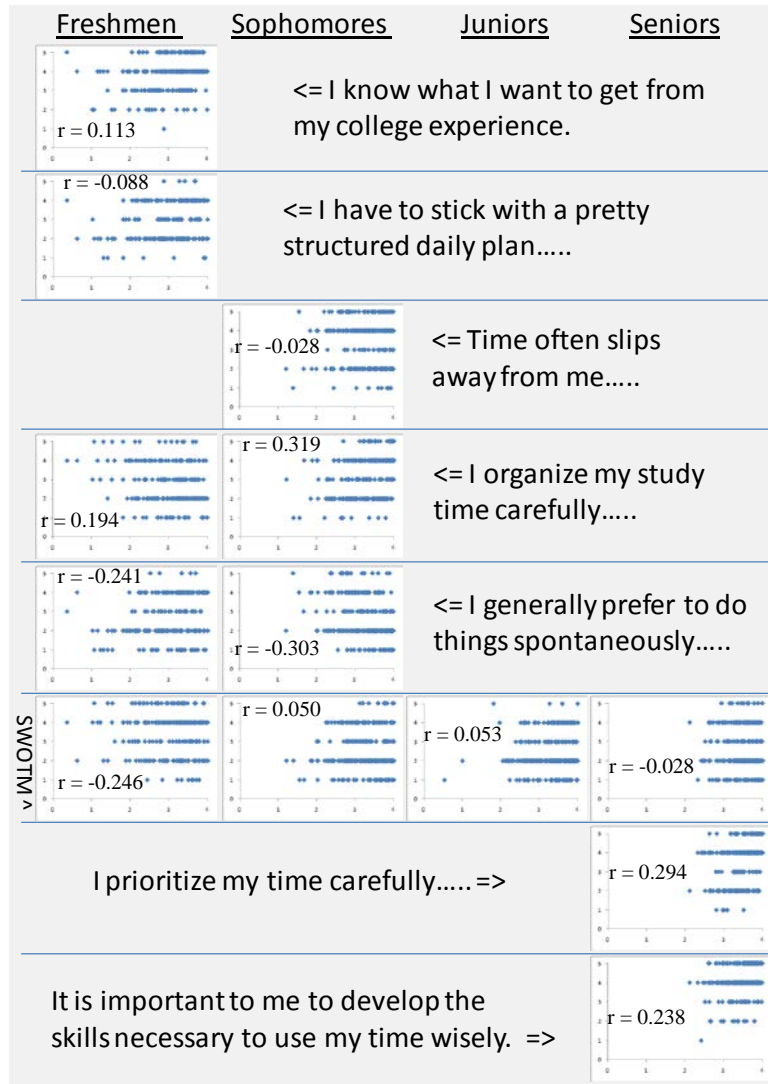 Freshmen Sophomores Juniors Seniors
r = 0.113
<= I know what I want to get from
my college experience.
r = -0.088
<= I have to stick with a pretty
structured daily plan…..
r = -0.028
<= Time often slips
away from me…..
r = 0.194
r = 0.319
<= I organize my study
time carefully…..
r = -0.241
r = -0.303
<= I generally prefer to do
things spontaneously…..
SWOTM ^
r = -0.246
r = 0.050
r = 0.053
r = -0.028
I prioritize my time carefully….. =>
r = 0.294
It is important to me to develop the
skills necessary to use my time wisely. =>
r = 0.238